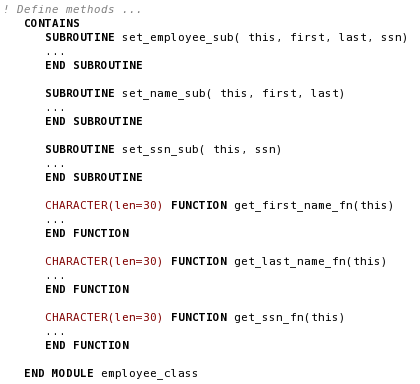 ! Define methods ...
CONTAINS
SUBROUTINE set_employee_sub( this, first, last, ssn)
...
END SUBROUTINE
SUBROUTINE set_name_sub( this, first, last)
...
END SUBROUTINE
SUBROUTINE set_ssn_sub( this, ssn)
...
END SUBROUTINE
CHARACTER(len=30) FUNCTION get_first_name_fn(this)
...
END FUNCTION
CHARACTER(len=30) FUNCTION get_last_name_fn(this)
...
END FUNCTION
CHARACTER(len=30) FUNCTION get_ssn_fn(this)
...
END FUNCTION
END MODULE employee_class